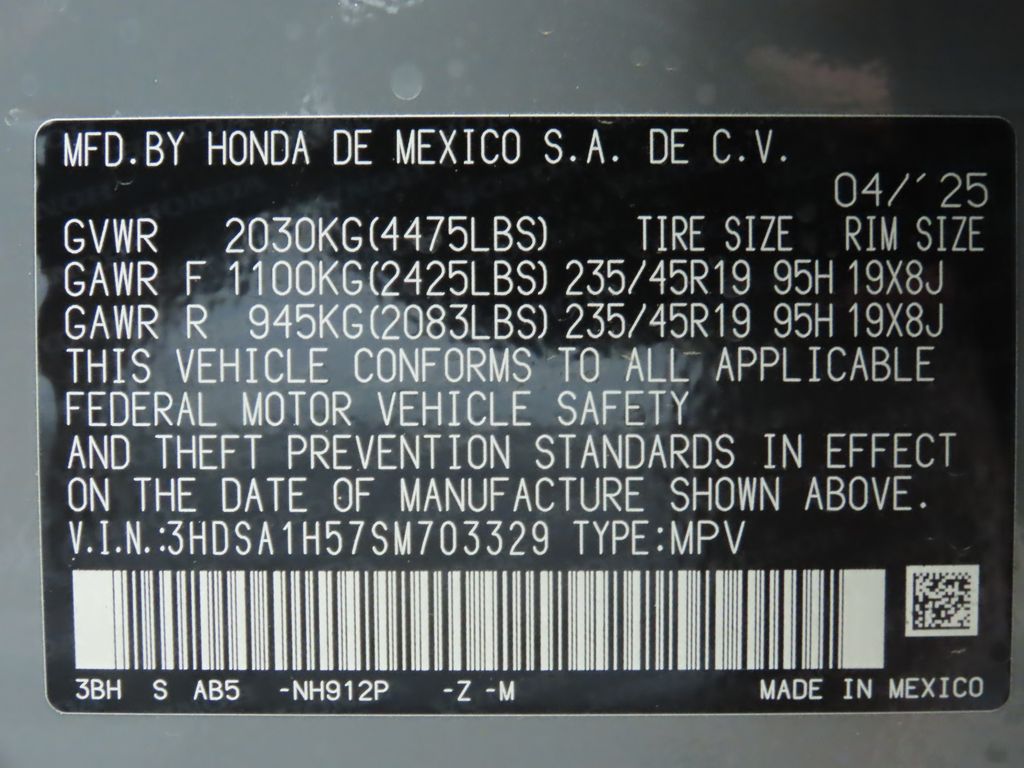 MFD.BY HONDA DE MEXICO S.A. DE C.V.
04/´25
GVWR 2030KG(4475LBS) TIRE SIZE RIM SIZE
GAWR F 1100KG(2425LBS) 235/45R19 95H 19X8J
GAWR R 945KG(2083LBS) 235/45R19 95H 19X8J
THIS VEHICLE CONFORMS TO ALL APPLICABLE
FEDERAL MOTOR VEHICLE SAFETY
AND THEFT PREVENTION STANDARDS IN EFFECT
ON THE DATE OF MANUFACTURE SHOWN ABOVE.
V.I.N.:3HDSA1H57SM703329 TYPE:MPV
3BH S AB5 -NH912P -Z -M MADE IN MEXICO